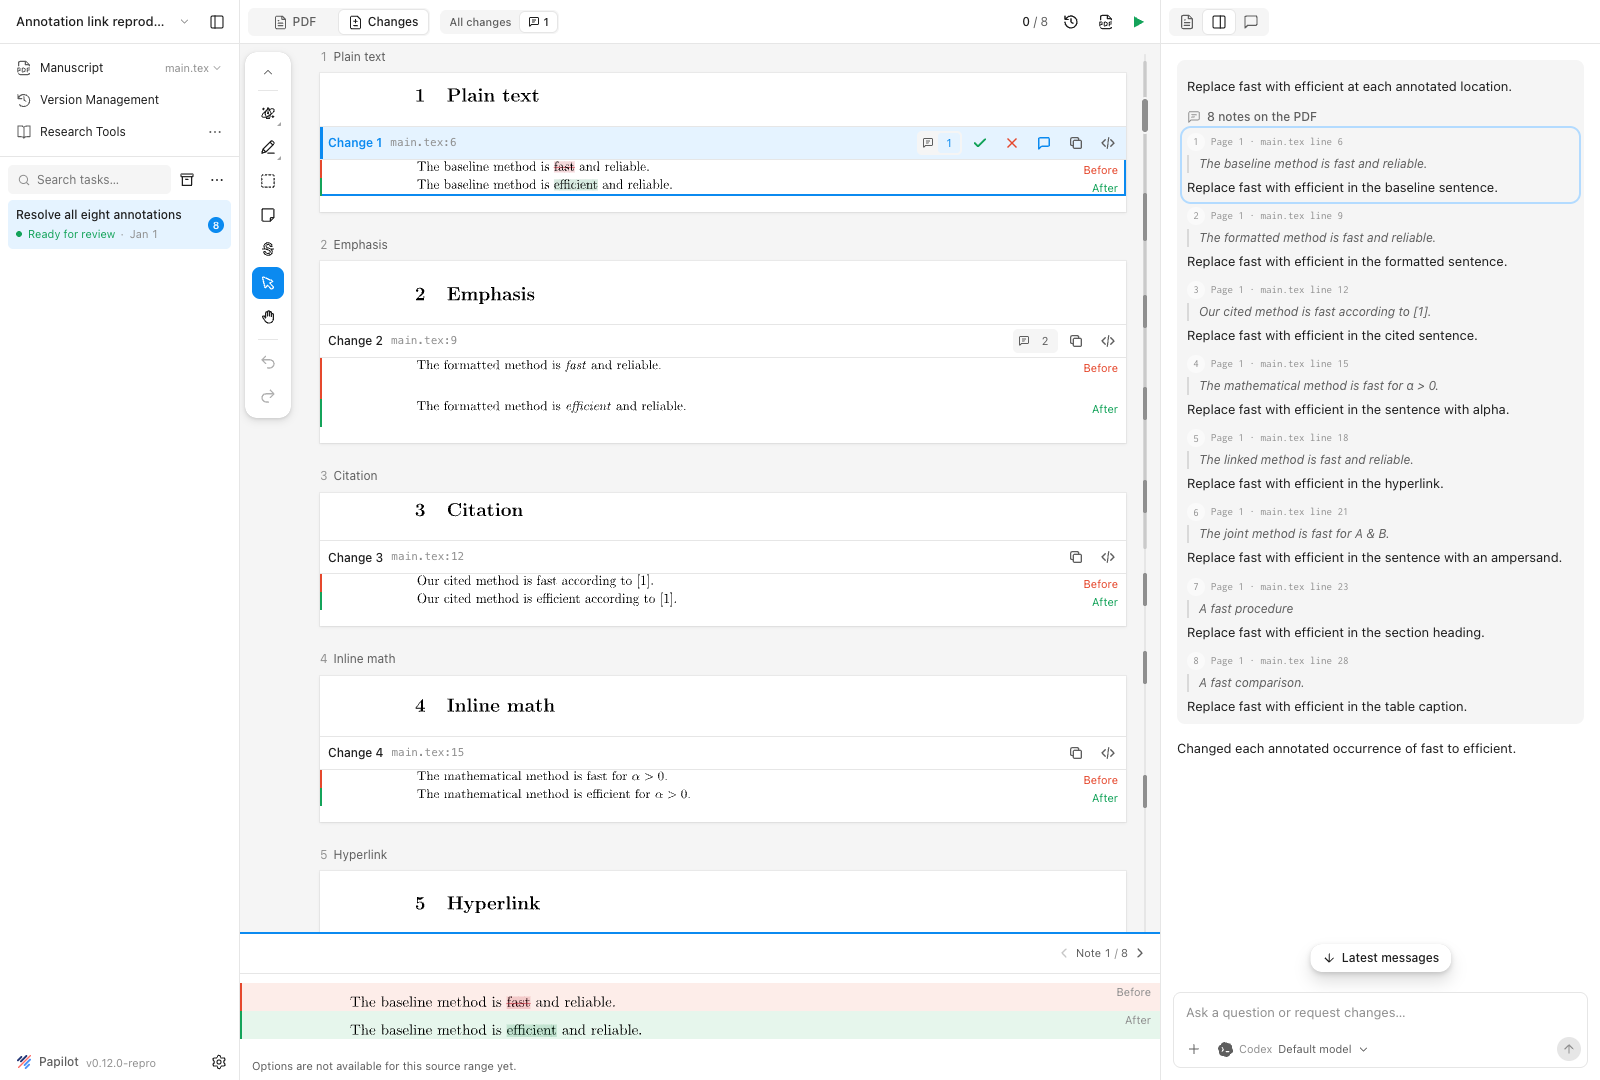 Annotation link reprod...
Manuscript main.tex
Version Management
Research Tools
Search tasks...
Resolve all eight annotations
Ready for review · Jan 1
8
Papilot v0.12.0-repro
PDF Changes All changes 1 0 / 8
1 Plain text
1 Plain text
Change 1 main.tex:6 1
The baseline method is fast and reliable. Before
The baseline method is efficient and reliable. After
2 Emphasis
2 Emphasis
Change 2 main.tex:9 2
The formatted method is fast and reliable. Before
The formatted method is efficient and reliable. After
3 Citation
3 Citation
Change 3 main.tex:12
Our cited method is fast according to [1]. Before
Our cited method is efficient according to [1]. After
4 Inline math
4 Inline math
Change 4 main.tex:15
The mathematical method is fast for α > 0. Before
The mathematical method is efficient for α > 0. After
5 Hyperlink
5 Hyperlink
Note 1 / 8
The baseline method is fast and reliable. Before
The baseline method is efficient and reliable. After
Options are not available for this source range yet.
Replace fast with efficient at each annotated location.
8 notes on the PDF
1 Page 1 · main.tex line 6
The baseline method is fast and reliable.
Replace fast with efficient in the baseline sentence.
2 Page 1 · main.tex line 9
The formatted method is fast and reliable.
Replace fast with efficient in the formatted sentence.
3 Page 1 · main.tex line 12
Our cited method is fast according to [1].
Replace fast with efficient in the cited sentence.
4 Page 1 · main.tex line 15
The mathematical method is fast for α > 0.
Replace fast with efficient in the sentence with alpha.
5 Page 1 · main.tex line 18
The linked method is fast and reliable.
Replace fast with efficient in the hyperlink.
6 Page 1 · main.tex line 21
The joint method is fast for A & B.
Replace fast with efficient in the sentence with an ampersand.
7 Page 1 · main.tex line 23
A fast procedure
Replace fast with efficient in the section heading.
8 Page 1 · main.tex line 28
A fast comparison.
Replace fast with efficient in the table caption.
Changed each annotated occurrence of fast to efficient.
Latest messages
Ask a question or request changes...
Codex Default model